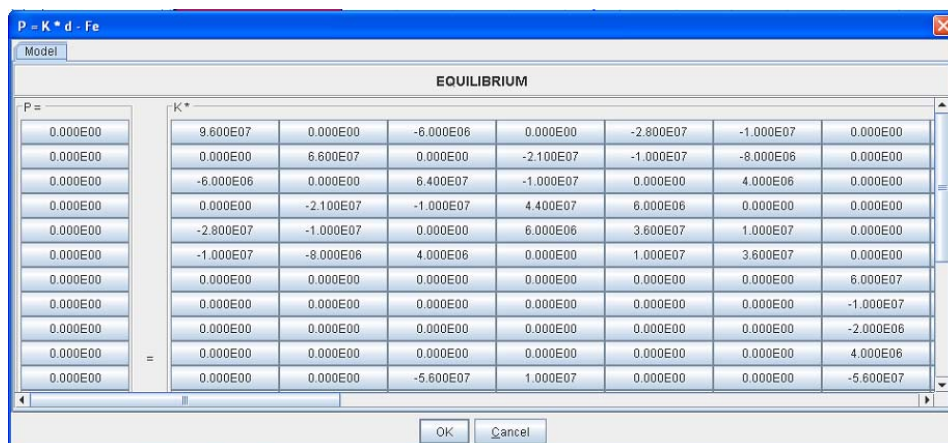 P = K * d - Fe
Model
EQUILIBRIUM
P = K *
0.000E00 9.600E07 0.000E00 -6.000E06 0.000E00 -2.800E07 -1.000E07 0.000E00
0.000E00 0.000E00 6.600E07 0.000E00 -2.100E07 -1.000E07 -8.000E06 0.000E00
0.000E00 -6.000E06 0.000E00 6.400E07 -1.000E07 0.000E00 4.000E06 0.000E00
0.000E00 0.000E00 -2.100E07 -1.000E07 4.400E07 6.000E06 0.000E00 0.000E00
0.000E00 -2.800E07 -1.000E07 0.000E00 6.000E06 3.600E07 1.000E07 0.000E00
0.000E00 -1.000E07 -8.000E06 4.000E06 0.000E00 1.000E07 3.600E07 0.000E00
0.000E00 0.000E00 0.000E00 0.000E00 0.000E00 0.000E00 0.000E00 6.000E07
0.000E00 0.000E00 0.000E00 0.000E00 0.000E00 0.000E00 0.000E00 -1.000E07
0.000E00 0.000E00 0.000E00 0.000E00 0.000E00 0.000E00 0.000E00 -2.000E06
0.000E00 = 0.000E00 0.000E00 0.000E00 0.000E00 0.000E00 0.000E00 4.000E06
0.000E00 0.000E00 0.000E00 -5.600E07 1.000E07 0.000E00 0.000E00 -5.600E07
OK Cancel